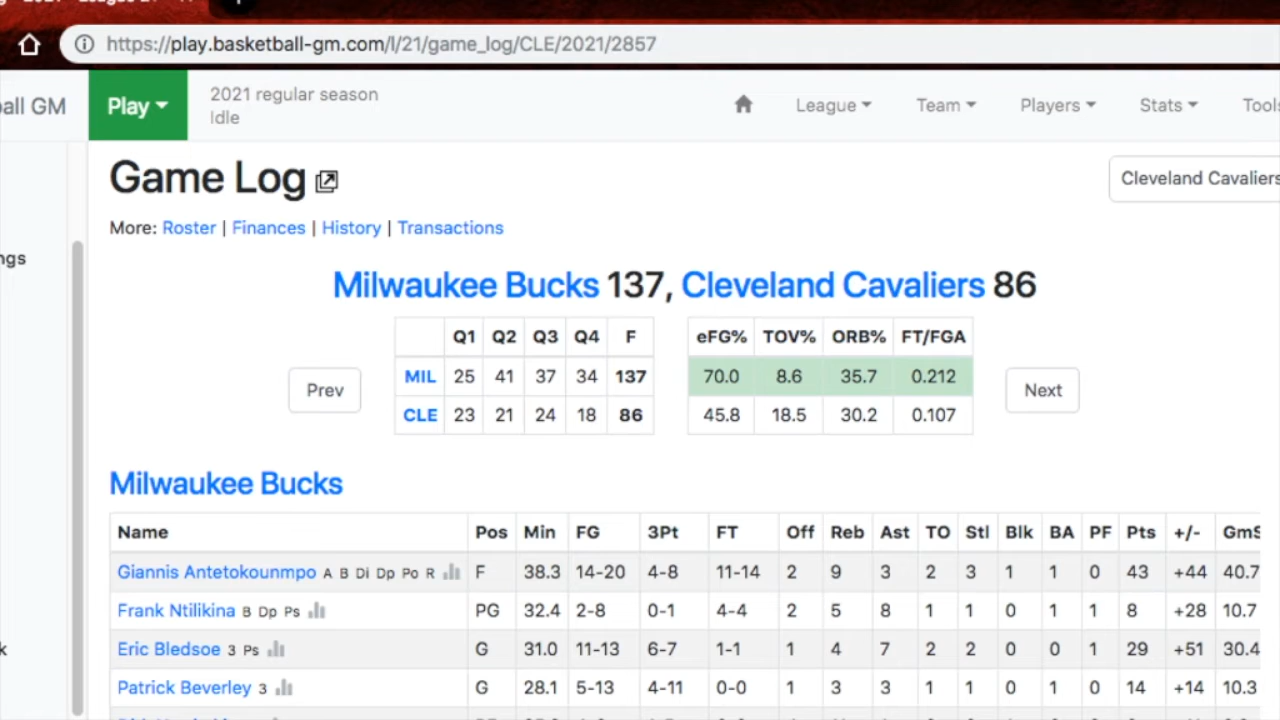 https://play.basketball-gm.com/l/21/game_log/CLE/2021/2857
ball GM Play 2021 regular season League Team Players Stats Tools
Idle
Game Log Cleveland Cavaliers
More: Roster | Finances | History | Transactions
ngs
Milwaukee Bucks 137, Cleveland Cavaliers 86
Q1 Q2 Q3 Q4 F eFG% TOV% ORB% FT/FGA
MIL 25 41 37 34 137 70.0 8.6 35.7 0.212
Prev Next
CLE 23 21 24 18 86 45.8 18.5 30.2 0.107
Milwaukee Bucks
Name Pos Min FG 3Pt FT Off Reb Ast TO Stl Blk BA PF Pts +/- GmS
Giannis Antetokounmpo A B Di Dp Po R F 38.3 14-20 4-8 11-14 2 9 3 2 3 1 1 0 43 +44 40.7
Frank Ntilikina B Dp Ps PG 32.4 2-8 0-1 4-4 2 5 8 1 1 0 1 1 8 +28 10.7
Eric Bledsoe 3 Ps G 31.0 11-13 6-7 1-1 1 4 7 2 2 0 0 1 29 +51 30.4
Patrick Beverley 3 G 28.1 5-13 4-11 0-0 1 3 3 1 1 0 1 0 14 +14 10.3